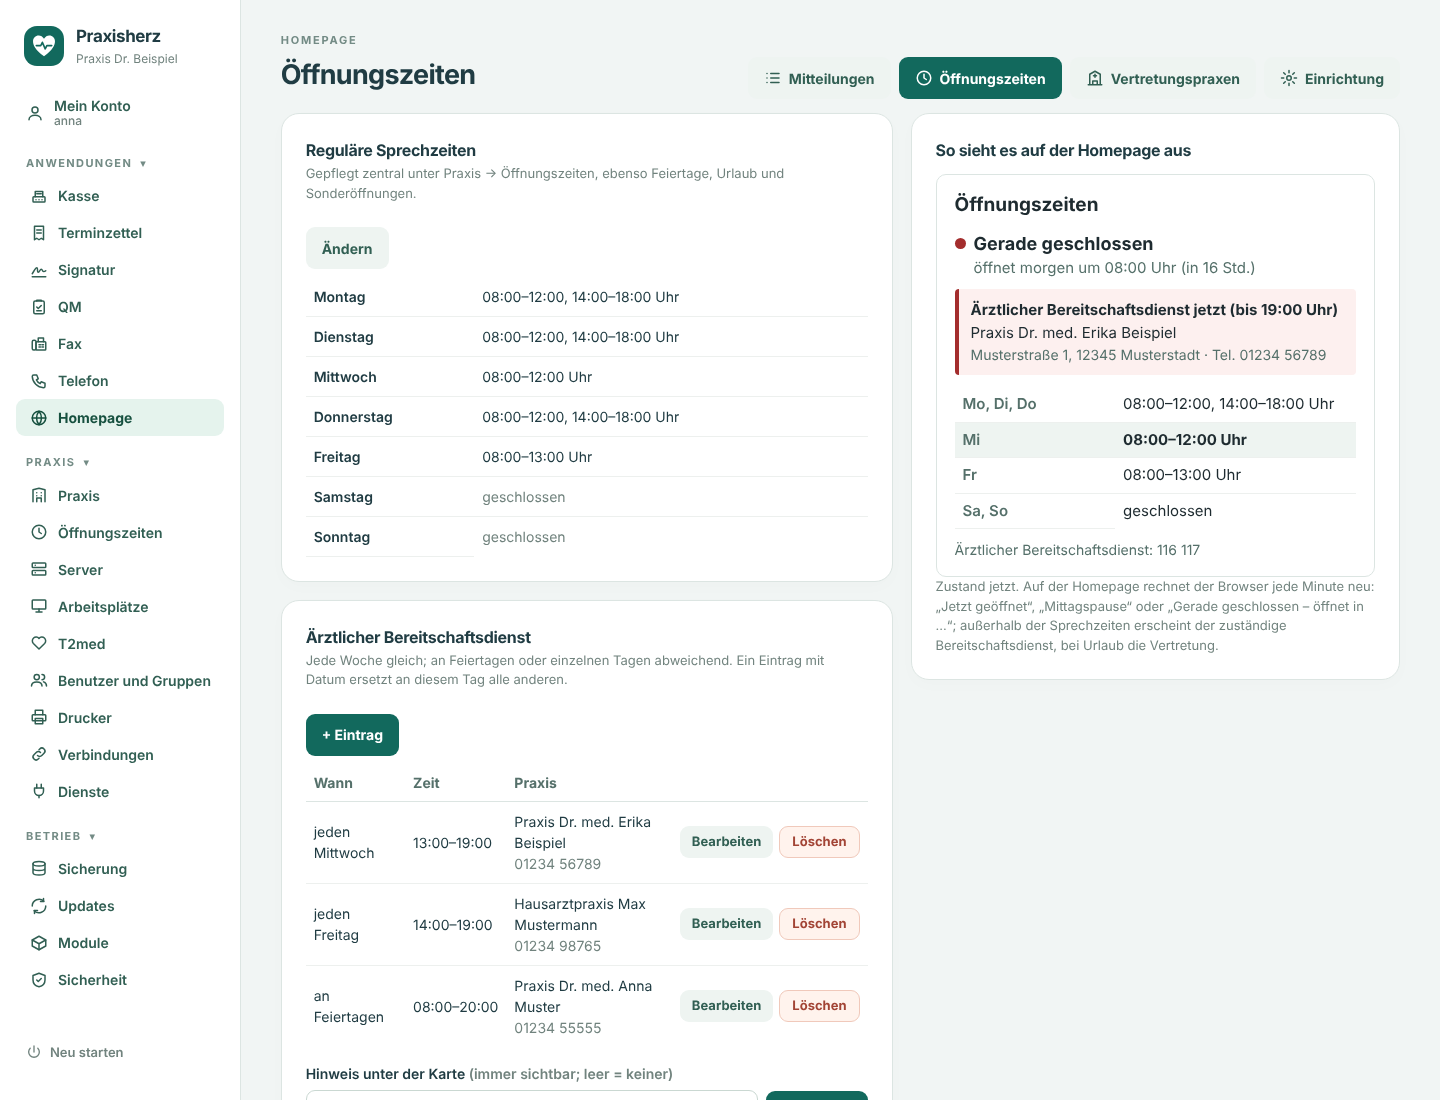 Praxisherz
Praxis Dr. Beispiel
Mein Konto
anna
ANWENDUNGEN ▾
Kasse
Terminzettel
Signatur
QM
Fax
Telefon
Homepage
PRAXIS ▾
Praxis
Öffnungszeiten
Server
Arbeitsplätze
T2med
Benutzer und Gruppen
Drucker
Verbindungen
Dienste
BETRIEB ▾
Sicherung
Updates
Module
Sicherheit
Neu starten
HOMEPAGE
Öffnungszeiten
Mitteilungen
Öffnungszeiten
Vertretungspraxen
Einrichtung
Reguläre Sprechzeiten
Gepflegt zentral unter Praxis → Öffnungszeiten, ebenso Feiertage, Urlaub und
Sonderöffnungen.
Ändern
Montag 08:00–12:00, 14:00–18:00 Uhr
Dienstag 08:00–12:00, 14:00–18:00 Uhr
Mittwoch 08:00–12:00 Uhr
Donnerstag 08:00–12:00, 14:00–18:00 Uhr
Freitag 08:00–13:00 Uhr
Samstag geschlossen
Sonntag geschlossen
Ärztlicher Bereitschaftsdienst
Jede Woche gleich; an Feiertagen oder einzelnen Tagen abweichend. Ein Eintrag mit
Datum ersetzt an diesem Tag alle anderen.
+ Eintrag
Wann Zeit Praxis
jeden
Mittwoch
13:00–19:00
Praxis Dr. med. Erika
Beispiel
01234 56789
Bearbeiten Löschen
jeden
Freitag
14:00–19:00
Hausarztpraxis Max
Mustermann
01234 98765
Bearbeiten Löschen
an
Feiertagen
08:00–20:00
Praxis Dr. med. Anna
Muster
01234 55555
Bearbeiten Löschen
Hinweis unter der Karte (immer sichtbar; leer = keiner)
So sieht es auf der Homepage aus
Öffnungszeiten
Gerade geschlossen
öffnet morgen um 08:00 Uhr (in 16 Std.)
Ärztlicher Bereitschaftsdienst jetzt (bis 19:00 Uhr)
Praxis Dr. med. Erika Beispiel
Musterstraße 1, 12345 Musterstadt · Tel. 01234 56789
Mo, Di, Do 08:00–12:00, 14:00–18:00 Uhr
Mi 08:00–12:00 Uhr
Fr 08:00–13:00 Uhr
Sa, So geschlossen
Ärztlicher Bereitschaftsdienst: 116 117
Zustand jetzt. Auf der Homepage rechnet der Browser jede Minute neu:
„Jetzt geöffnet“, „Mittagspause“ oder „Gerade geschlossen – öffnet in
…“; außerhalb der Sprechzeiten erscheint der zuständige
Bereitschaftsdienst, bei Urlaub die Vertretung.